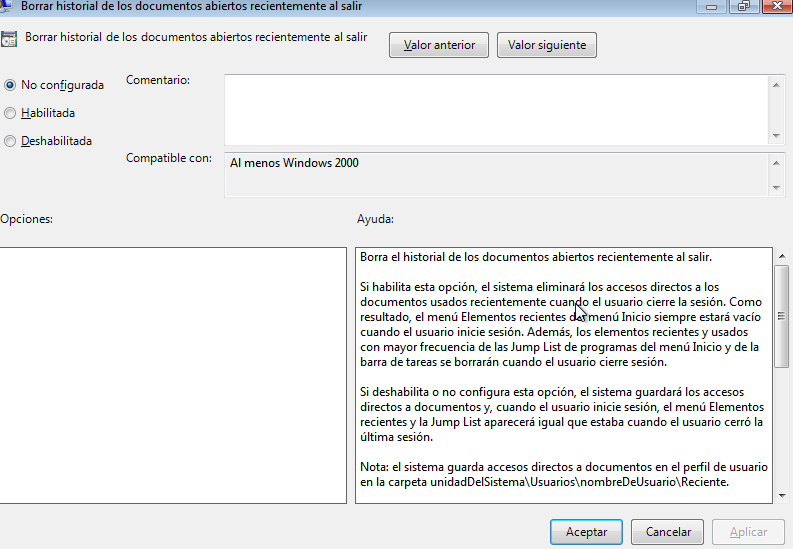 Borrar historial de los documentos abiertos recientemente al salir
Borrar historial de los documentos abiertos recientemente al salir
Valor anterior
Valor siguiente
No configurada
Habilitada
Deshabilitada
Comentario:
Compatible con:
Al menos Windows 2000
Opciones:
Ayuda:
Borra el historial de los documentos abiertos recientemente al salir.
Si habilita esta opción, el sistema eliminará los accesos directos a los
documentos usados recientemente cuando el usuario cierre la sesión. Como
resultado, el menú Elementos recientes menú Inicio siempre estará vacío
cuando el usuario inicie sesión. Además, los elementos recientes y usados
con mayor frecuencia de las Jump List de programas del menú Inicio y de la
barra de tareas se borrarán cuando el usuario cierre sesión.
Si deshabilita o no configura esta opción, el sistema guardará los accesos
directos a documentos y, cuando el usuario inicie sesión, el menú Elementos
recientes y la Jump List aparecerá igual que estaba cuando el usuario cerró la
última sesión.
Nota: el sistema guarda accesos directos a documentos en el perfil de usuario
en la carpeta unidadDelSistema\Usuarios\nombreDeUsuario\Reciente.
Aceptar
Cancelar
Aplicar